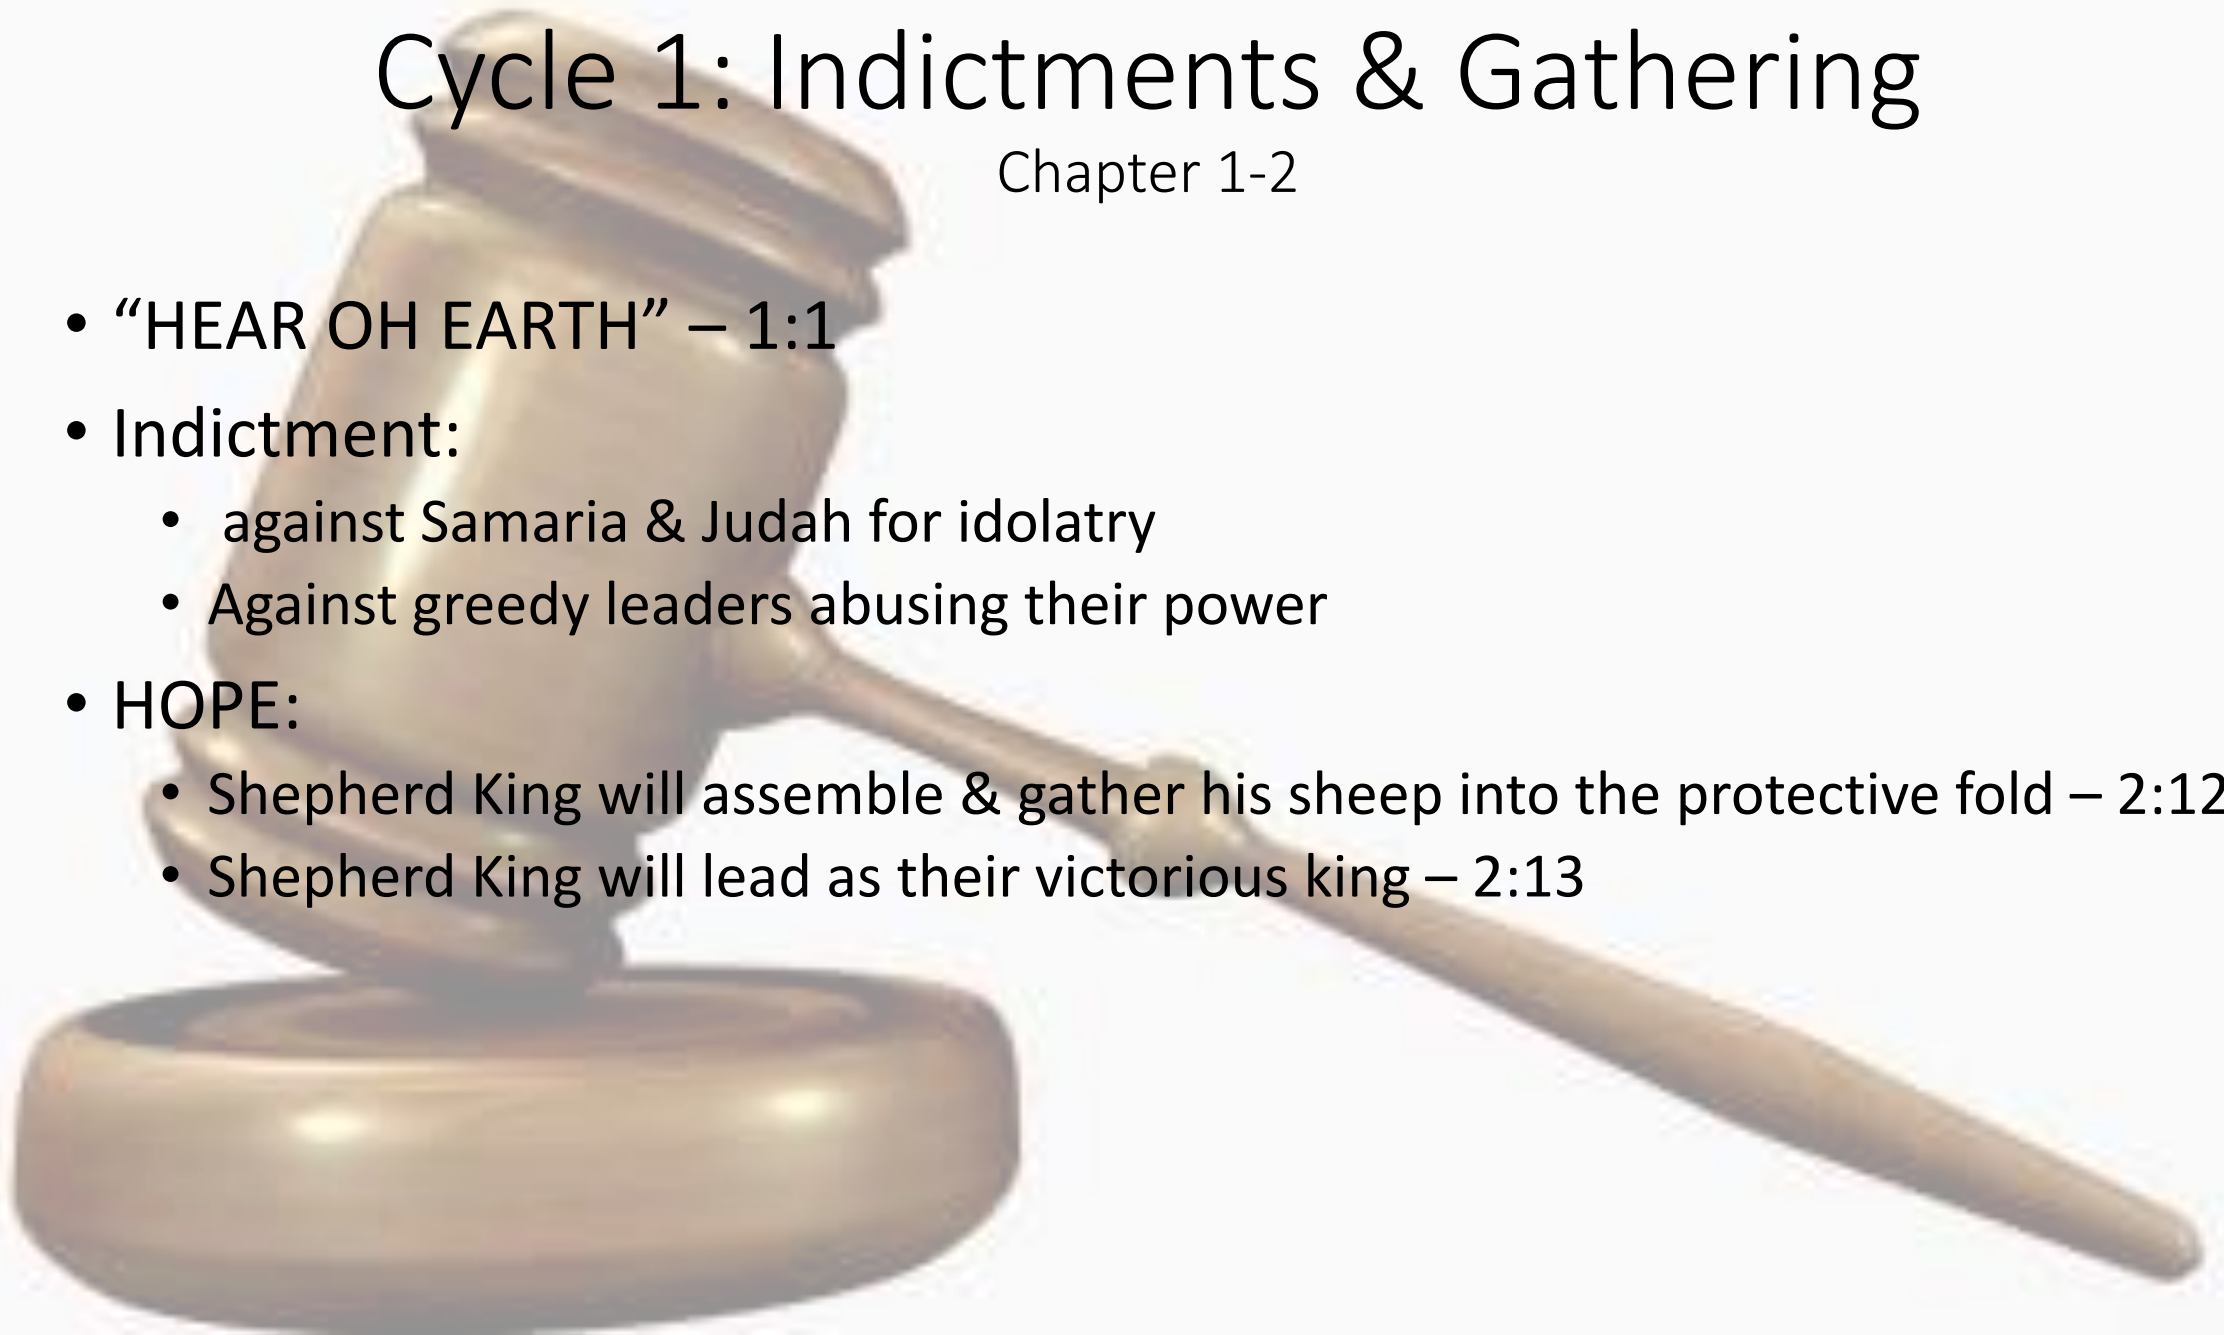 Cycle 1: Indictments & Gathering
Chapter 1-2
• “HEAR OH EARTH” – 1:1
• Indictment:
• against Samaria & Judah for idolatry
• Against greedy leaders abusing their power
• HOPE:
• Shepherd King will assemble & gather his sheep into the protective fold – 2:12
• Shepherd King will lead as their victorious king – 2:13